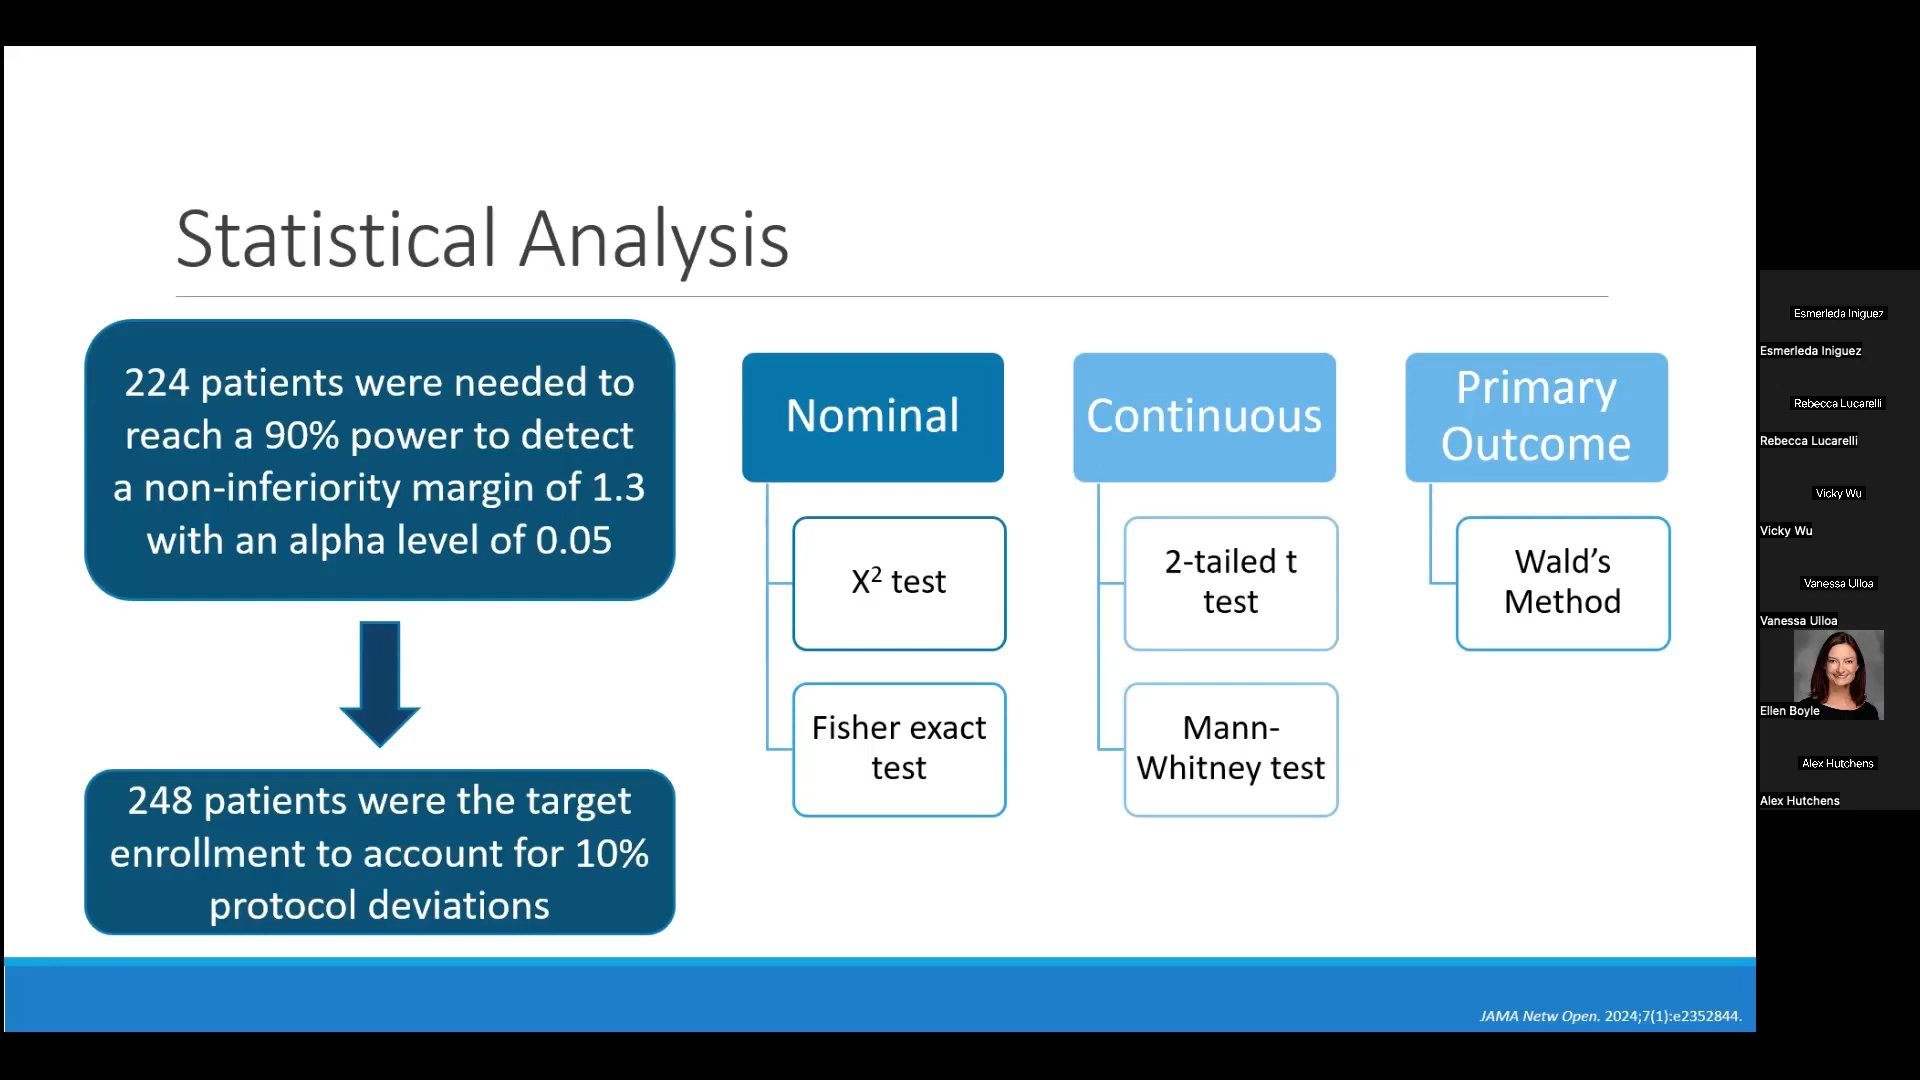 Statistical Analysis
224 patients were needed to
reach a 90% power to detect
a non-inferiority margin of 1.3
with an alpha level of 0.05
248 patients were the target
enrollment to account for 10%
protocol deviations
Nominal
X² test
Fisher exact
test
Continuous
2-tailed t
test
Mann-
Whitney test
Primary
Outcome
Wald’s
Method
JAMA Netw Open. 2024;7(1):e2352844.
Esmerleda Iniguez
Esmerleda Iniguez
Rebecca Lucarelli
Rebecca Lucarelli
Vicky Wu
Vicky Wu
Vanessa Ulloa
Vanessa Ulloa
Ellen Boyle
Alex Hutchens
Alex Hutchens